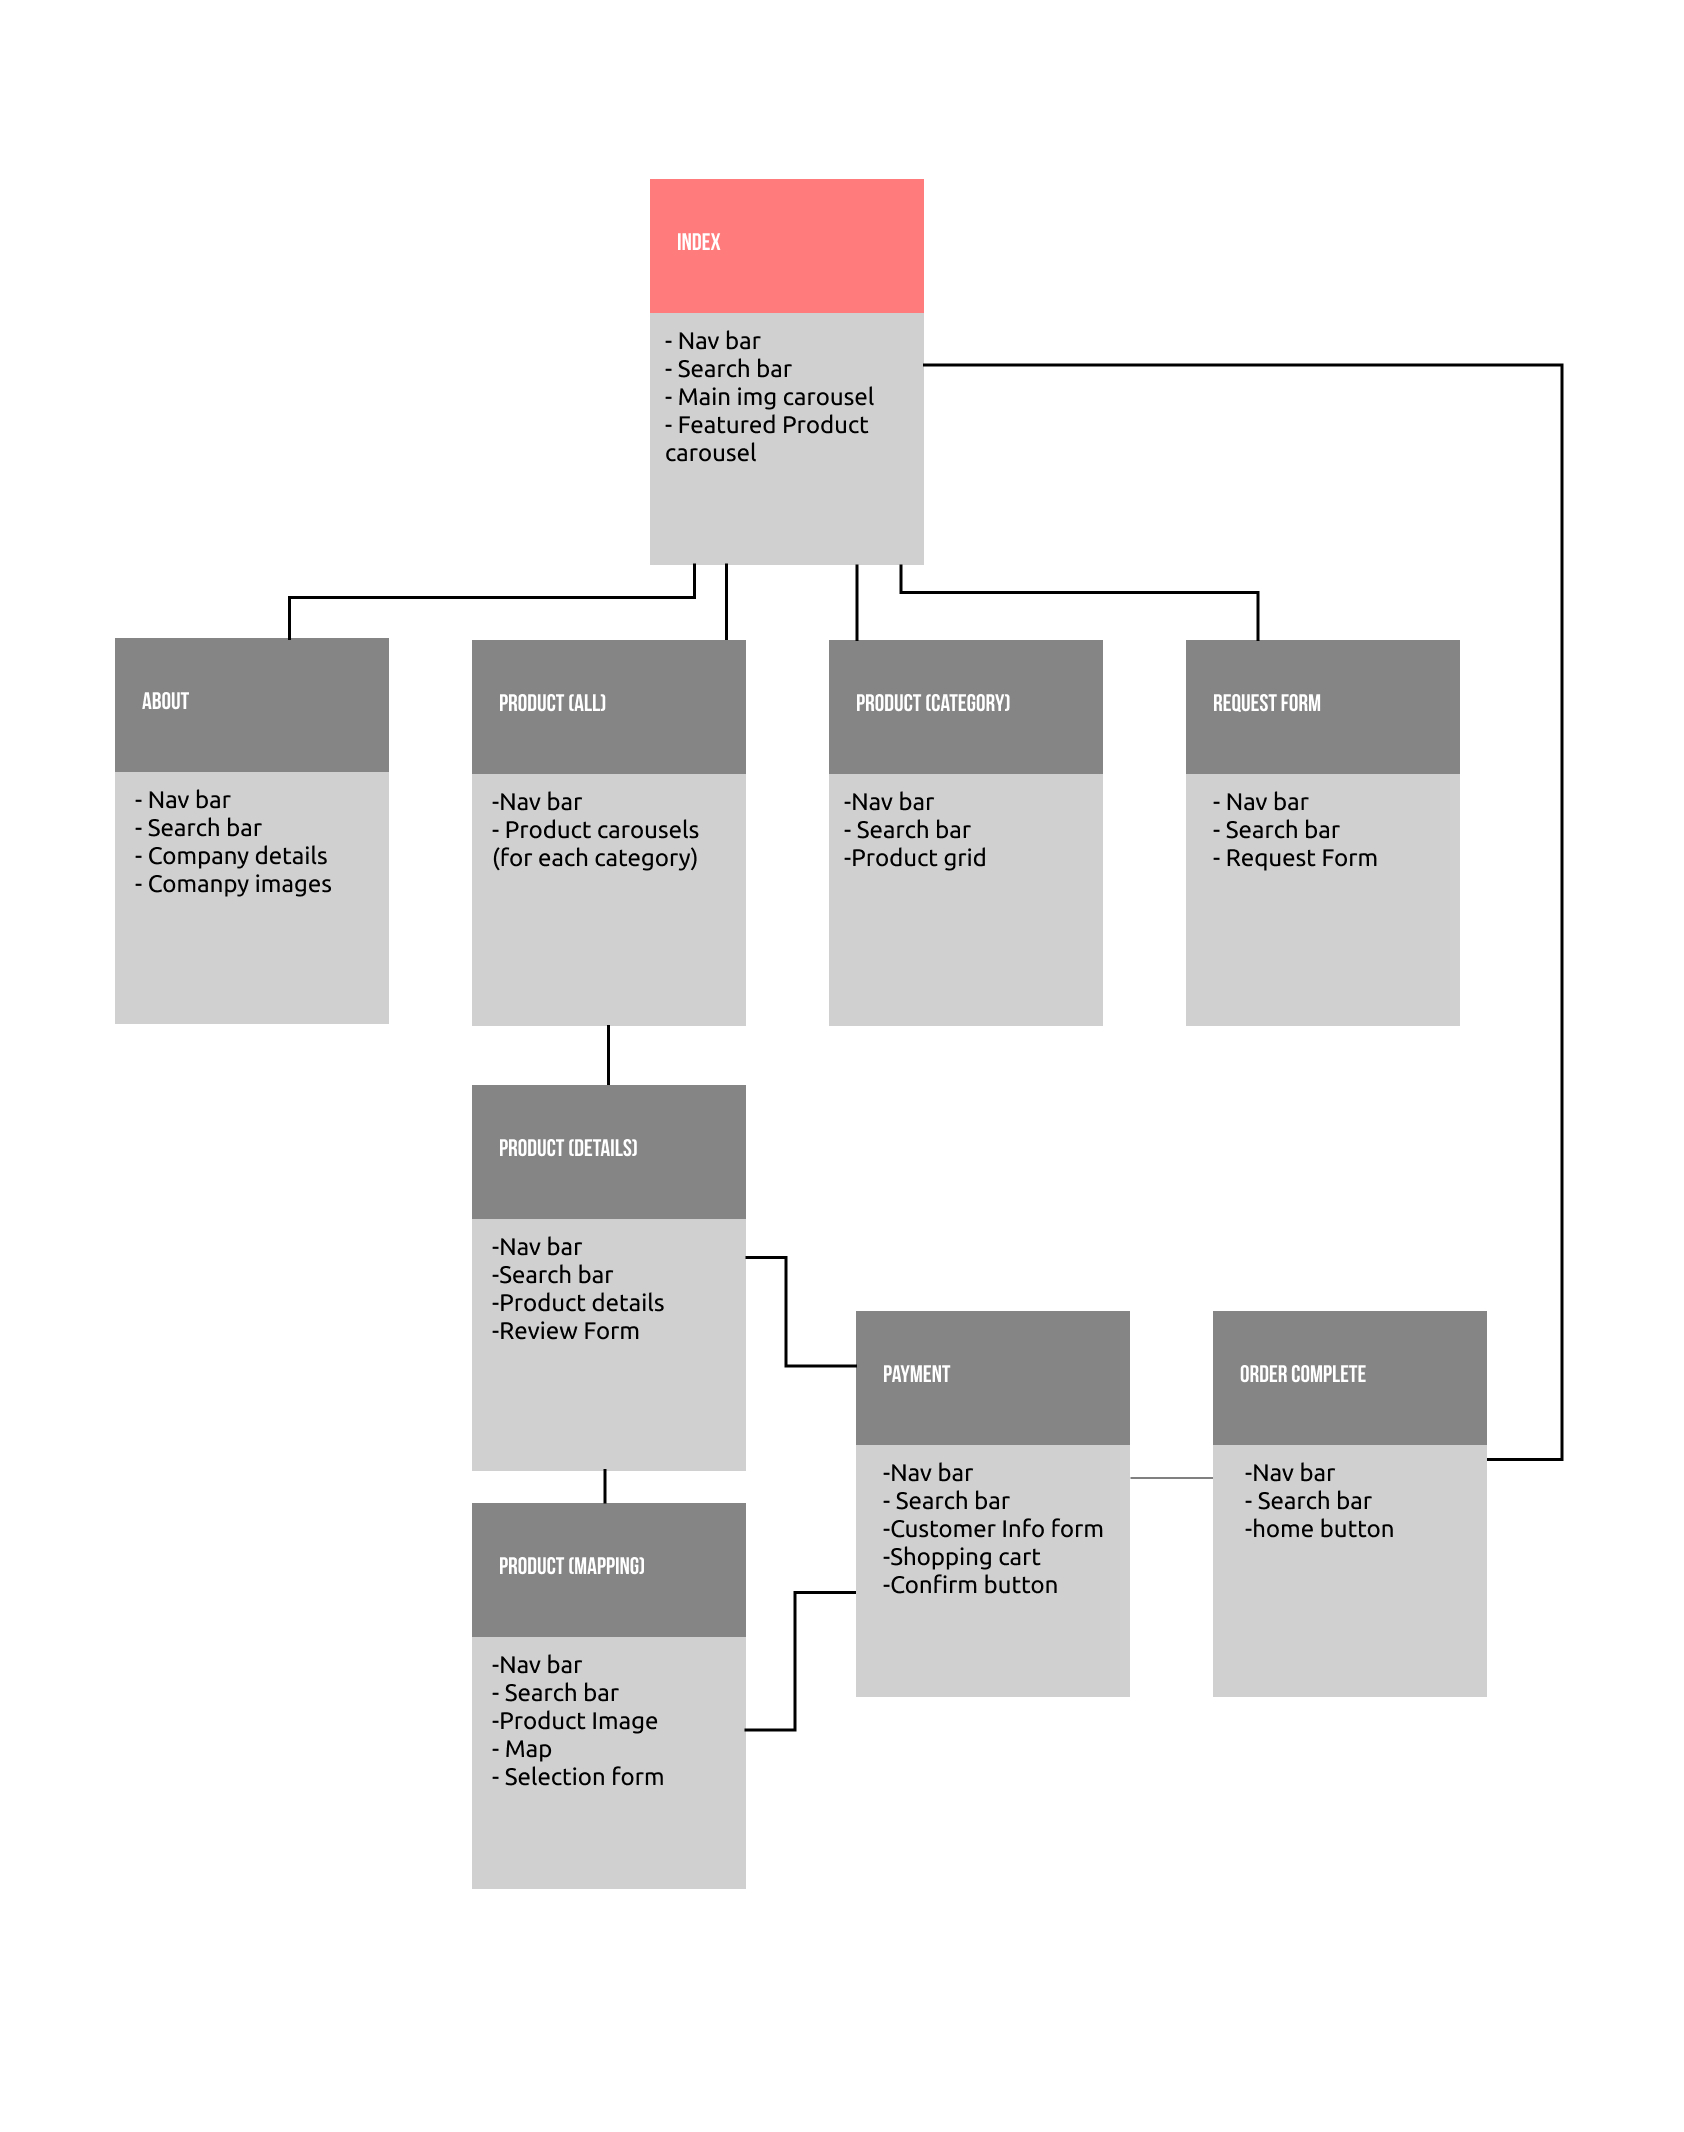 INDEX
- Nav bar
- Search bar
- Main img carousel
- Featured Product
carousel
ABOUT
- Nav bar
- Search bar
- Company details
- Comanpy images
PRODUCT (ALL)
-Nav bar
- Product carousels
(for each category)
PRODUCT (CATEGORY)
-Nav bar
- Search bar
-Product grid
REQUEST FORM
- Nav bar
- Search bar
- Request Form
PRODUCT (DETAILS)
-Nav bar
-Search bar
-Product details
-Review Form
PAYMENT
-Nav bar
- Search bar
-Customer Info form
-Shopping cart
-Confirm button
ORDER COMPLETE
-Nav bar
- Search bar
-home button
PRODUCT (MAPPING)
-Nav bar
- Search bar
-Product Image
- Map
- Selection form